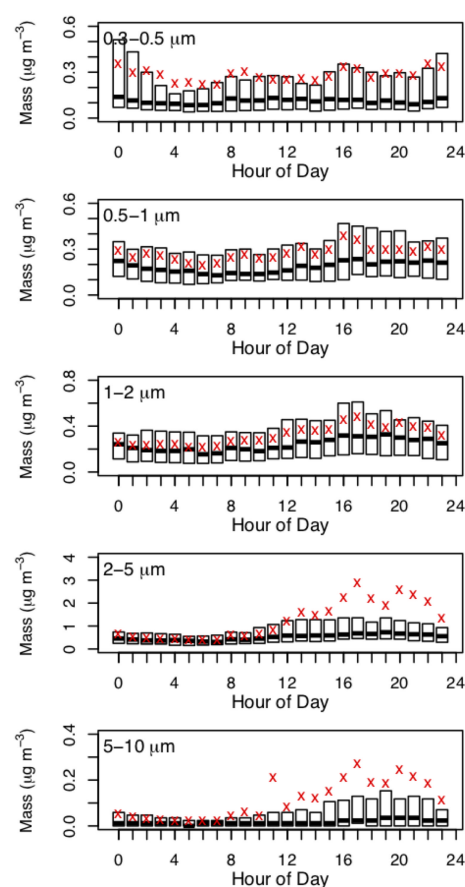 0.3–0.5 μm
Mass (μg m⁻³)
0.0 0.3 0.6
0 4 8 12 16 20 24
Hour of Day
0.5–1 μm
Mass (μg m⁻³)
0.0 0.3 0.6
0 4 8 12 16 20 24
Hour of Day
1–2 μm
Mass (μg m⁻³)
0.0 0.4 0.8
0 4 8 12 16 20 24
Hour of Day
2–5 μm
Mass (μg m⁻³)
0 1 2 3 4
0 4 8 12 16 20 24
Hour of Day
5–10 μm
Mass (μg m⁻³)
0.0 0.2 0.4
0 4 8 12 16 20 24
Hour of Day